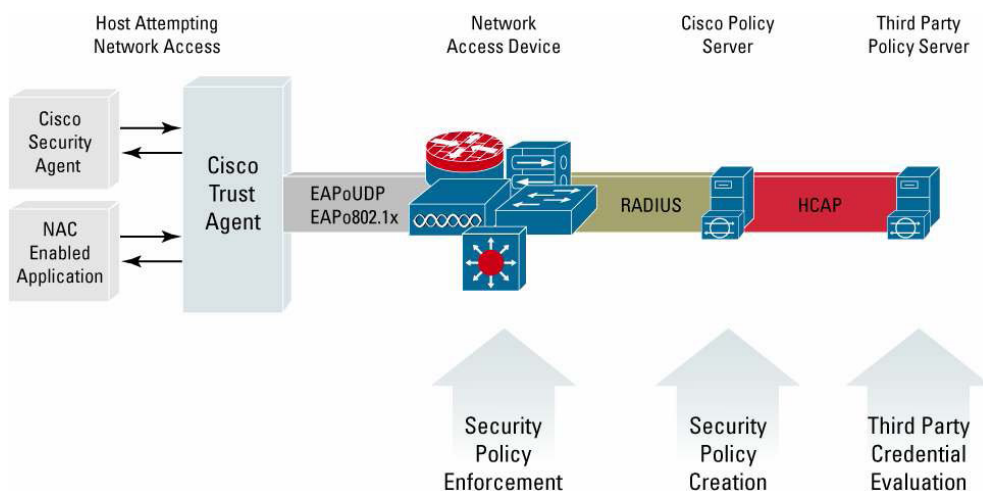 Host Attempting
Network Access
Network
Access Device
Cisco Policy
Server
Third Party
Policy Server
Cisco
Security
Agent
NAC
Enabled
Application
Cisco
Trust
Agent
EAPoUDP
EAPo802.1x
RADIUS
HCAP
Security
Policy
Enforcement
Security
Policy
Creation
Third Party
Credential
Evaluation